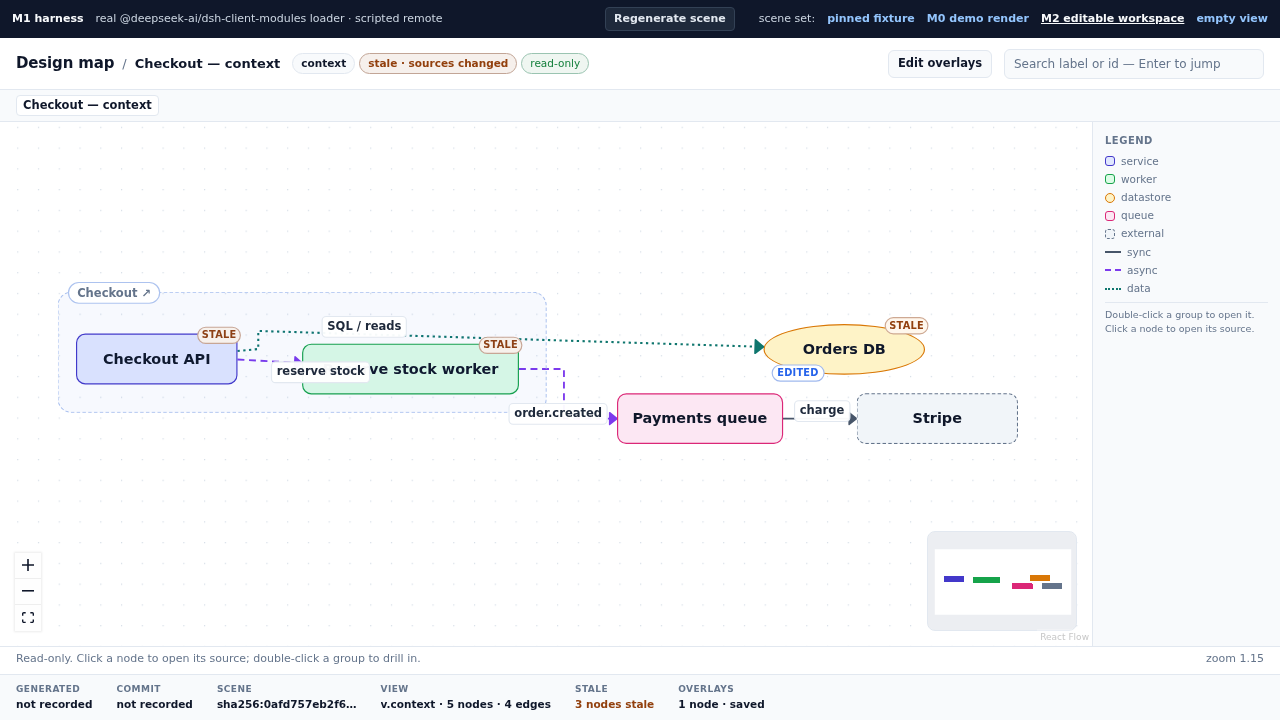 M1 harness real @deepseek-ai/dsh-client-modules loader · scripted remote Regenerate scene scene set: pinned fixture M0 demo render M2 editable workspace empty view
Design map / Checkout — context context stale · sources changed read-only Edit overlays Search label or id — Enter to jump
Checkout — context
LEGEND
service
worker
datastore
queue
external
sync
async
data
Double-click a group to open it.
Click a node to open its source.
Checkout ↗
SQL / reads
STALE
STALE
STALE
Checkout API
Orders DB
reserve stock
ve stock worker
EDITED
order.created
Payments queue
charge
Stripe
React Flow
Read-only. Click a node to open its source; double-click a group to drill in. zoom 1.15
GENERATED COMMIT SCENE VIEW STALE OVERLAYS
not recorded not recorded sha256:0afd757eb2f6… v.context · 5 nodes · 4 edges 3 nodes stale 1 node · saved